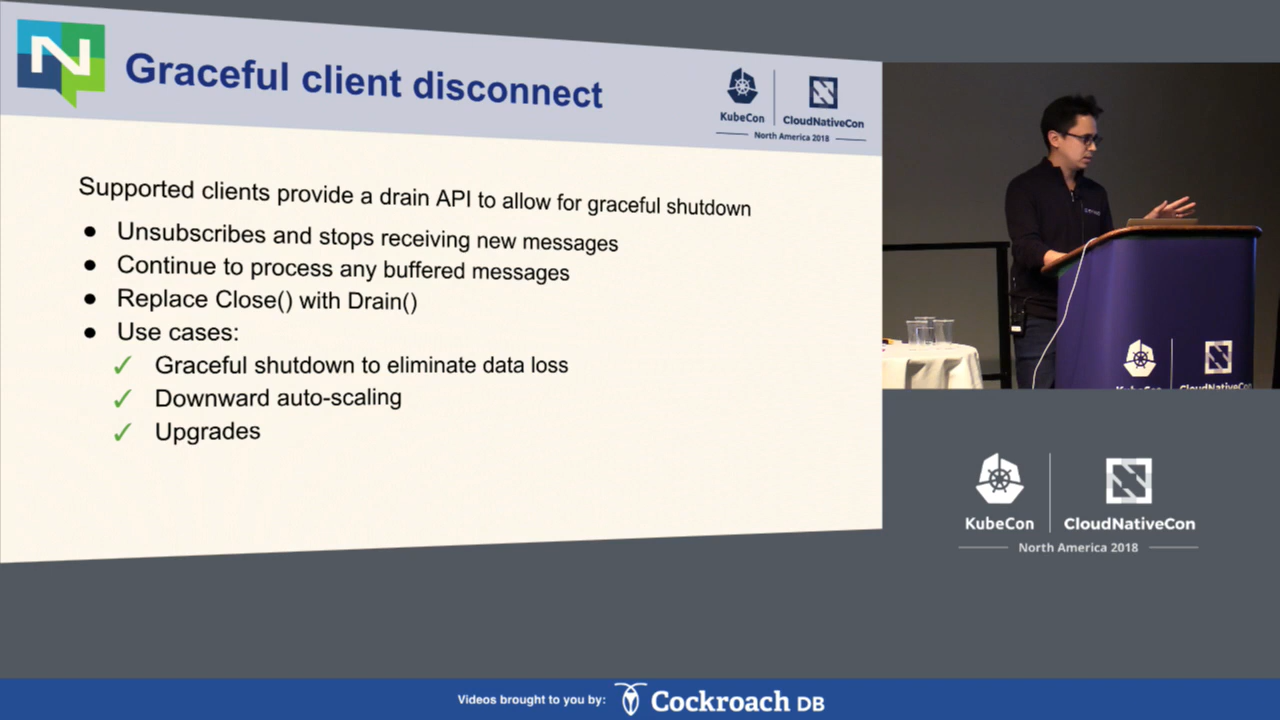 N
Graceful client disconnect
KubeCon
CloudNativeCon
North America 2018
Supported clients provide a drain API to allow for graceful shutdown
● Unsubscribes and stops receiving new messages
● Continue to process any buffered messages
● Replace Close() with Drain()
● Use cases:
✓ Graceful shutdown to eliminate data loss
✓ Downward auto-scaling
✓ Upgrades
KubeCon
CloudNativeCon
KubeCon
CloudNativeCon
North America 2018
Videos brought to you by:
Cockroach DB